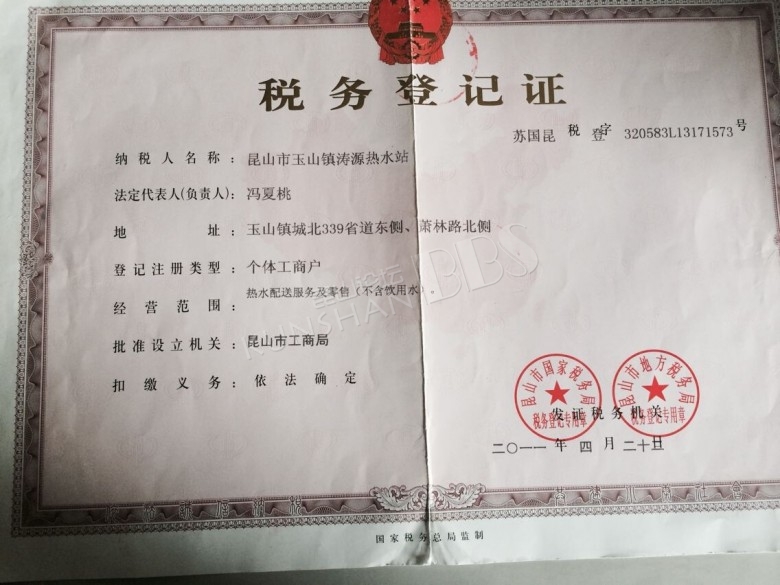 税务登记证
苏国昆 税 登 字 320583L13171573号
纳税人名称：昆山市玉山镇涛源热水站
法定代表人(负责人)：冯夏桃
地 址：玉山镇城北339省道东侧、萧林路北侧
登记注册类型：个体工商户
经营范围：热水配送服务及零售（不含饮用水）。
批准设立机关：昆山市工商局
扣缴义务：依法确定
昆山市国家税务局
税务登记专用章
昆山市地方税务局
税务登记专用章
发证税务机关
二〇一一年四月二十日
国家税务总局监制
昆山论坛
KUNSHAN BBS